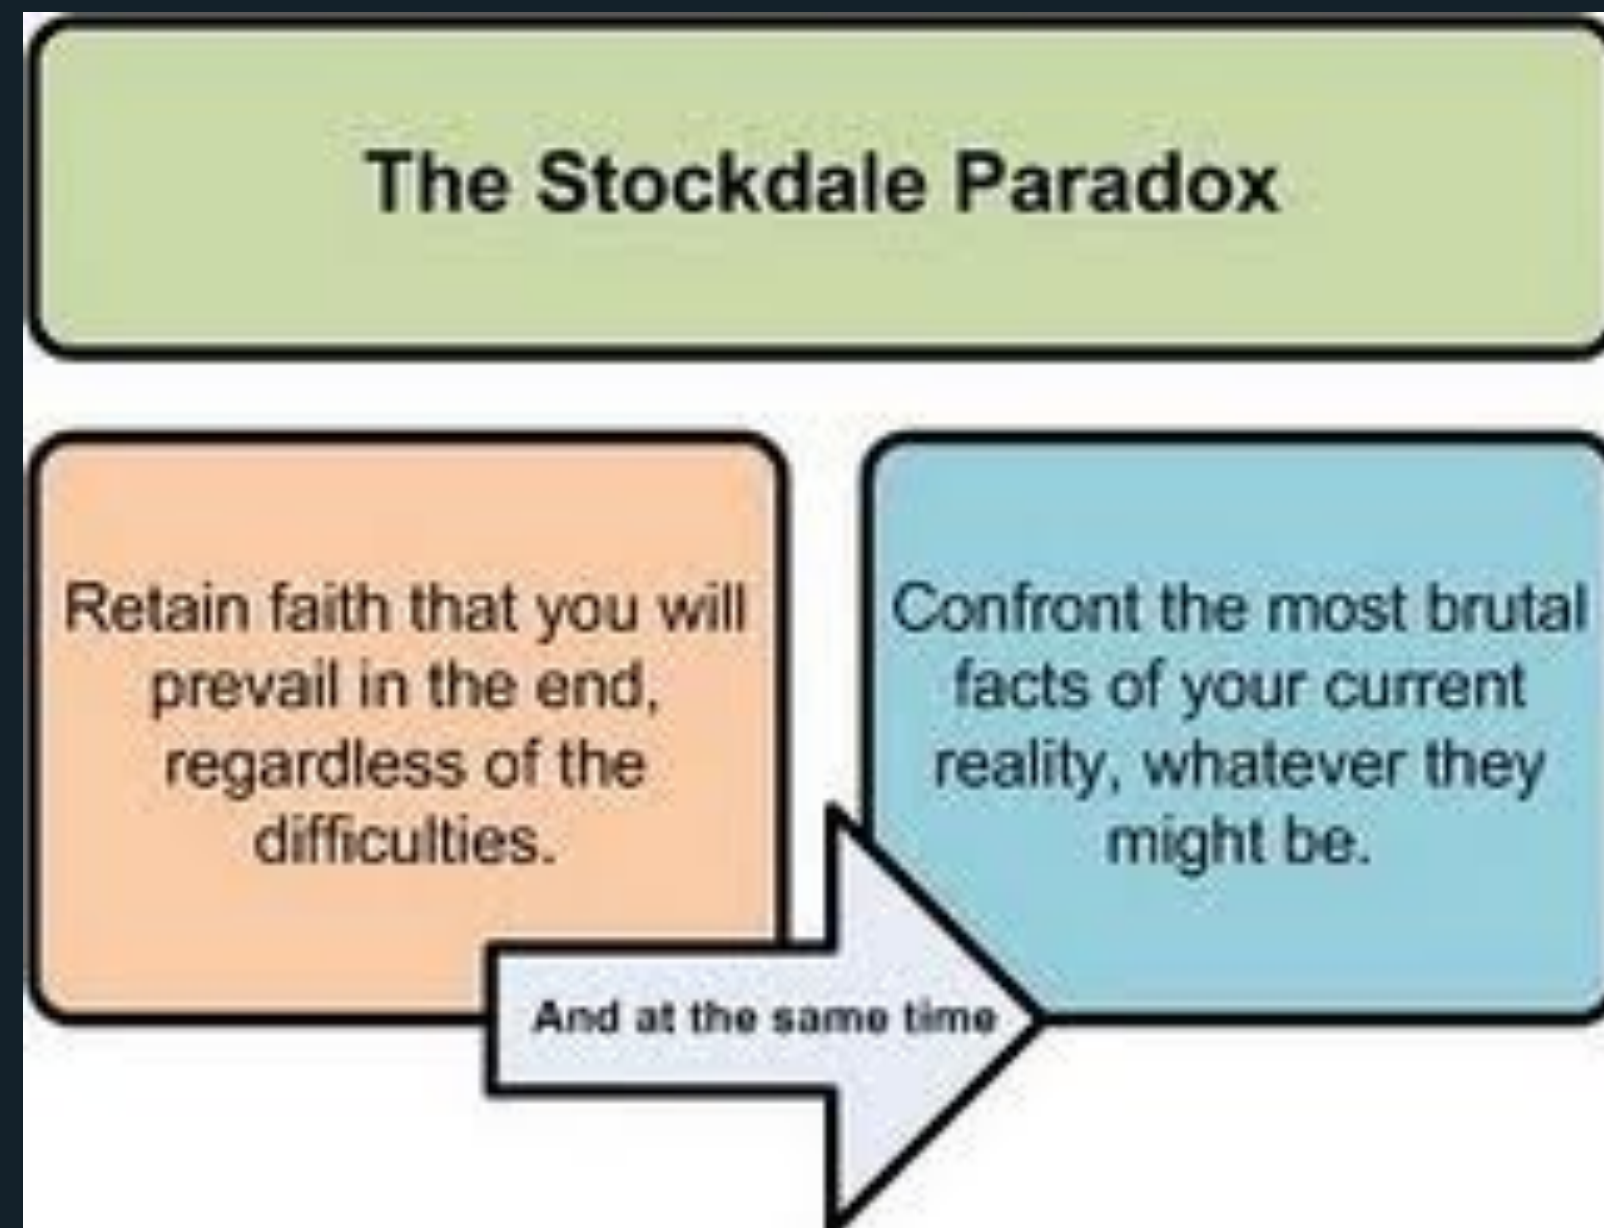 The Stockdale Paradox
Retain faith that you will
prevail in the end,
regardless of the
difficulties.
And at the same time
Confront the most brutal
facts of your current
reality, whatever they
might be.